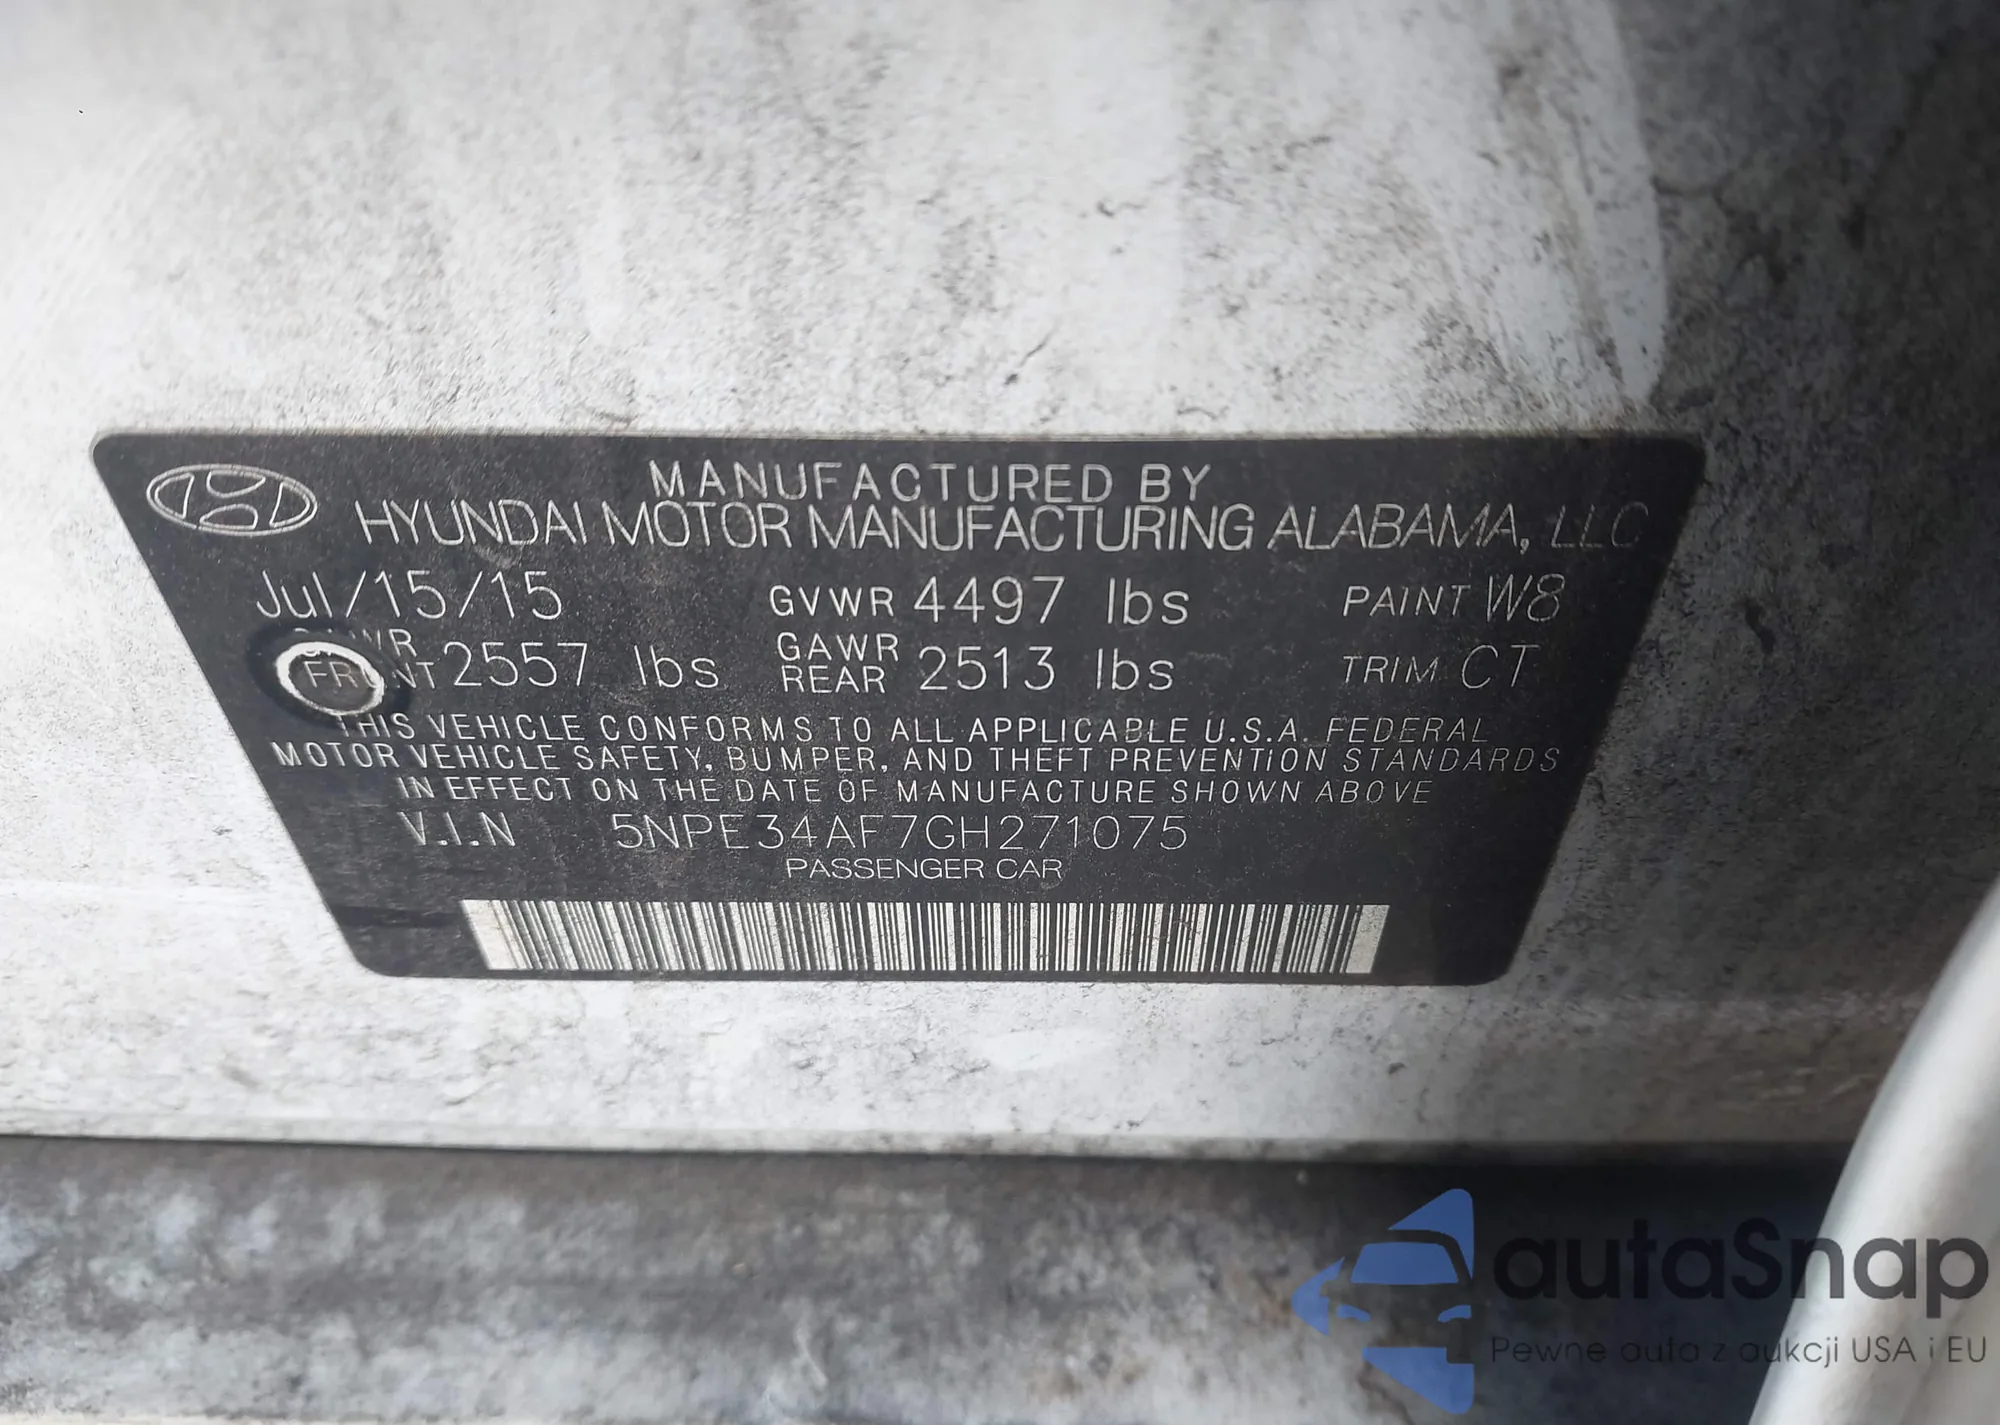 MANUFACTURED BY
HYUNDAI MOTOR MANUFACTURING ALABAMA, LLC
Jul/15/15 GVWR 4497 lbs PAINT W8
GAWR FRONT 2557 lbs GAWR REAR 2513 lbs TRIM CT
THIS VEHICLE CONFORMS TO ALL APPLICABLE U.S.A. FEDERAL
MOTOR VEHICLE SAFETY, BUMPER, AND THEFT PREVENTION STANDARDS
IN EFFECT ON THE DATE OF MANUFACTURE SHOWN ABOVE
V.I.N 5NPE34AF7GH271075
PASSENGER CAR
autaSnap
Pewne auta z aukcji USA i EU